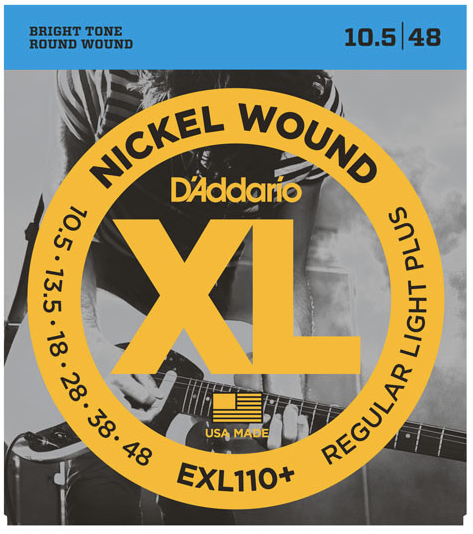 BRIGHT TONE
ROUND WOUND
10.5 | 48
NICKEL WOUND
D'Addario
XL
10.5 • 13.5 • 18 • 28 • 38 • 48
REGULAR LIGHT PLUS
USA MADE
EXL110+